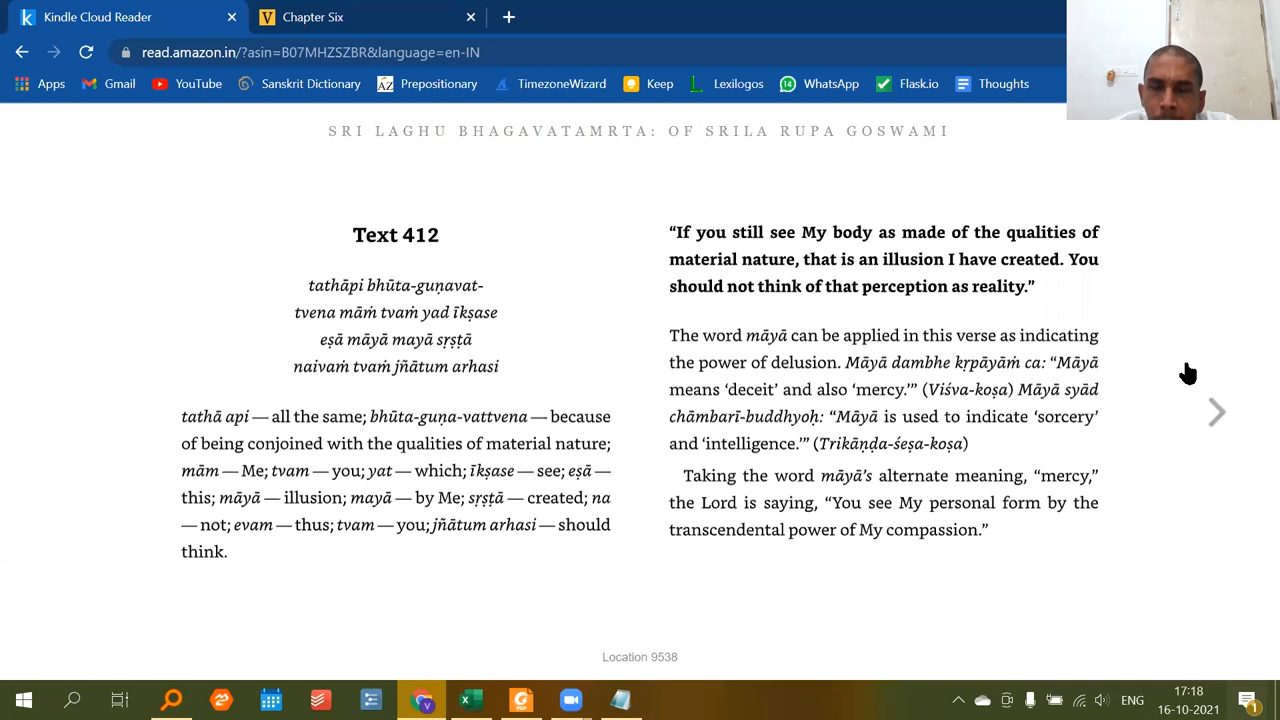 Kindle Cloud Reader
Chapter Six
read.amazon.in/?asin=B07MHZSZBR&language=en-IN
Apps Gmail YouTube Sanskrit Dictionary Prepositionary TimezoneWizard Keep Lexilogos WhatsApp Flask.io Thoughts
SRI LAGHU BHAGAVATAMRTA: OF SRILA RUPA GOSWAMI
Text 412
tathāpi bhūta-guṇavat-
tvena māṁ tvaṁ yad īkṣase
eṣā māyā mayā sṛṣṭā
naivaṁ tvaṁ jñātum arhasi
tathā api — all the same; bhūta-guṇa-vattvena — because
of being conjoined with the qualities of material nature;
mām — Me; tvam — you; yat — which; īkṣase — see; eṣā —
this; māyā — illusion; mayā — by Me; sṛṣṭā — created; na
— not; evam — thus; tvam — you; jñātum arhasi — should
think.
“If you still see My body as made of the qualities of
material nature, that is an illusion I have created. You
should not think of that perception as reality.”
The word māyā can be applied in this verse as indicating
the power of delusion. Māyā dambhe kṛpāyāṁ ca: “Māyā
means ‘deceit’ and also ‘mercy.’” (Viśva-koṣa) Māyā syād
chāmbarī-buddhyoḥ: “Māyā is used to indicate ‘sorcery’
and ‘intelligence.’” (Trikāṇḍa-śeṣa-koṣa)
Taking the word māyā’s alternate meaning, “mercy,”
the Lord is saying, “You see My personal form by the
transcendental power of My compassion.”
Location 9538
ENG
17:18
16-10-2021